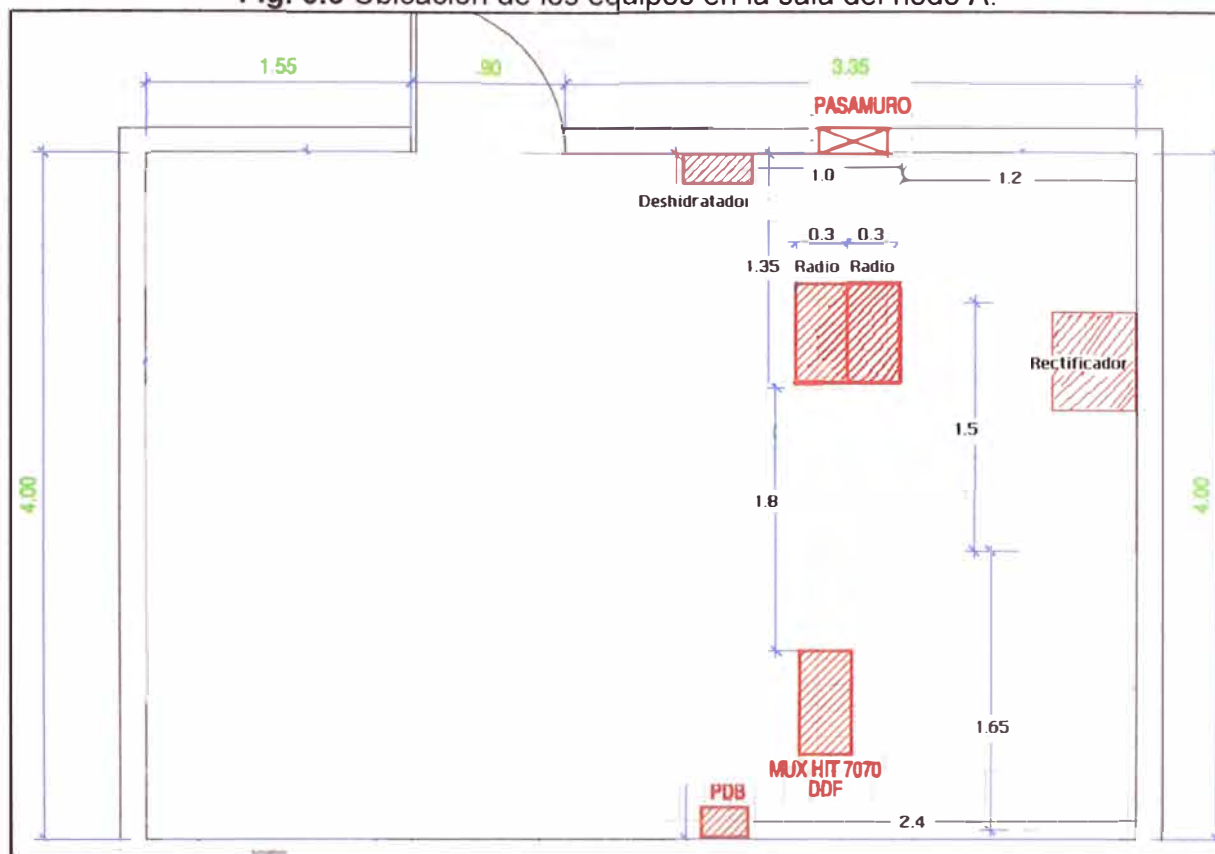 Ubicación de los equipos en la sala del nodo A.
1.55
.90
3.35
PASAMURO
1.0
1.2
Deshidratador
0.3
0.3
1.35
Radio
Radio
Rectificador
1.5
4.00
1.8
4.00
1.65
MUX HIT 7070
DDF
PDB
2.4